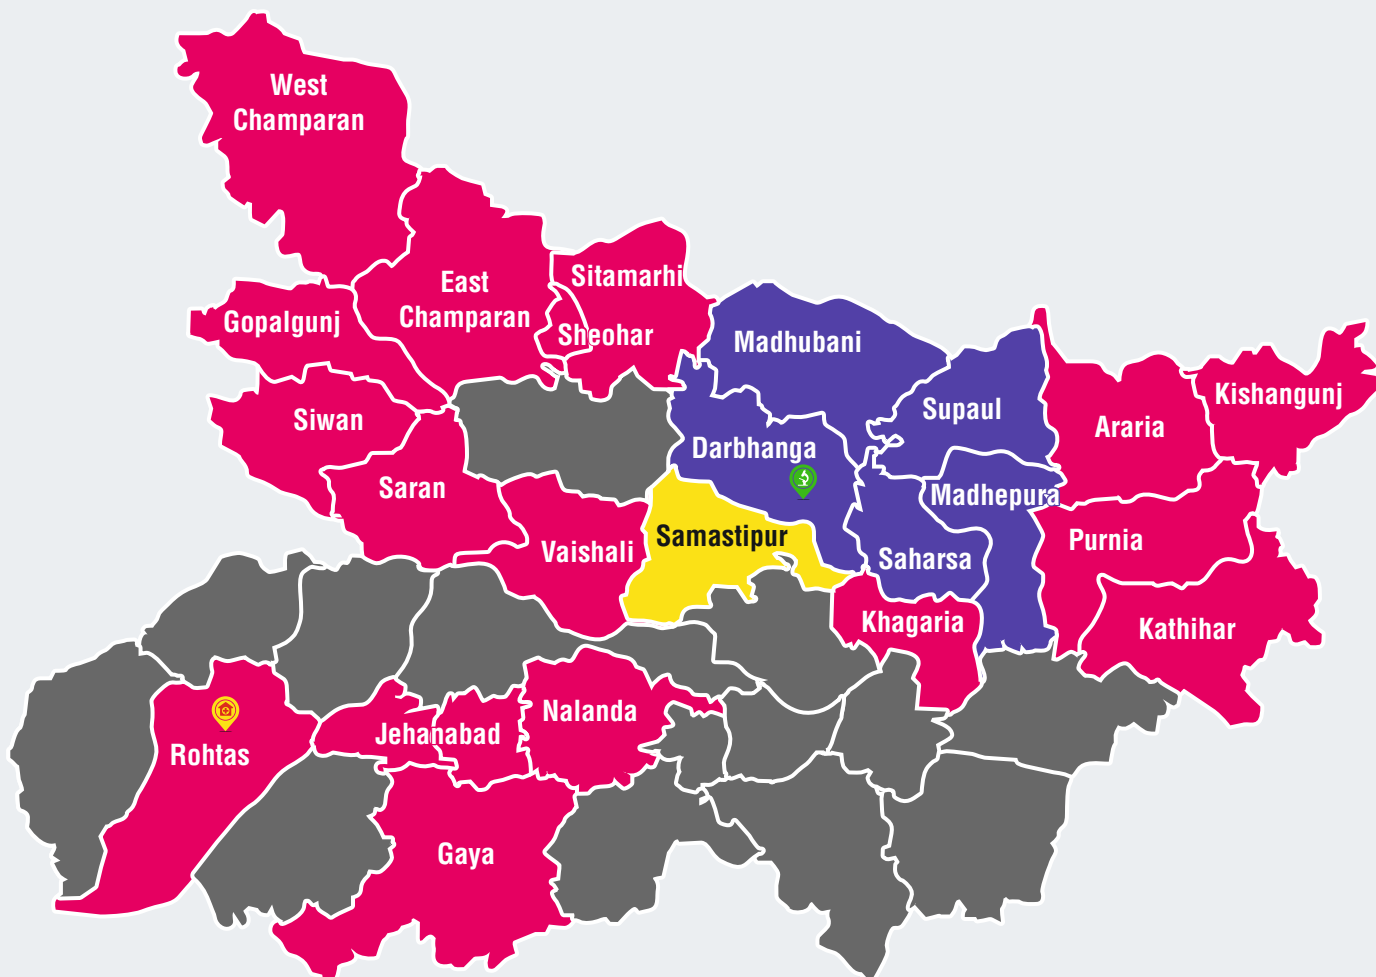 West
Champaran
East
Champaran
Sitamarhi
Sheohar
Gopalgunj
Madhubani
Siwan
Supaul
Araria
Kishangunj
Darbhanga
Saran
Madhepura
Vaishali
Samastipur
Saharsa
Purnia
Khagaria
Kathihar
Nalanda
Jehanabad
Rohtas
Gaya